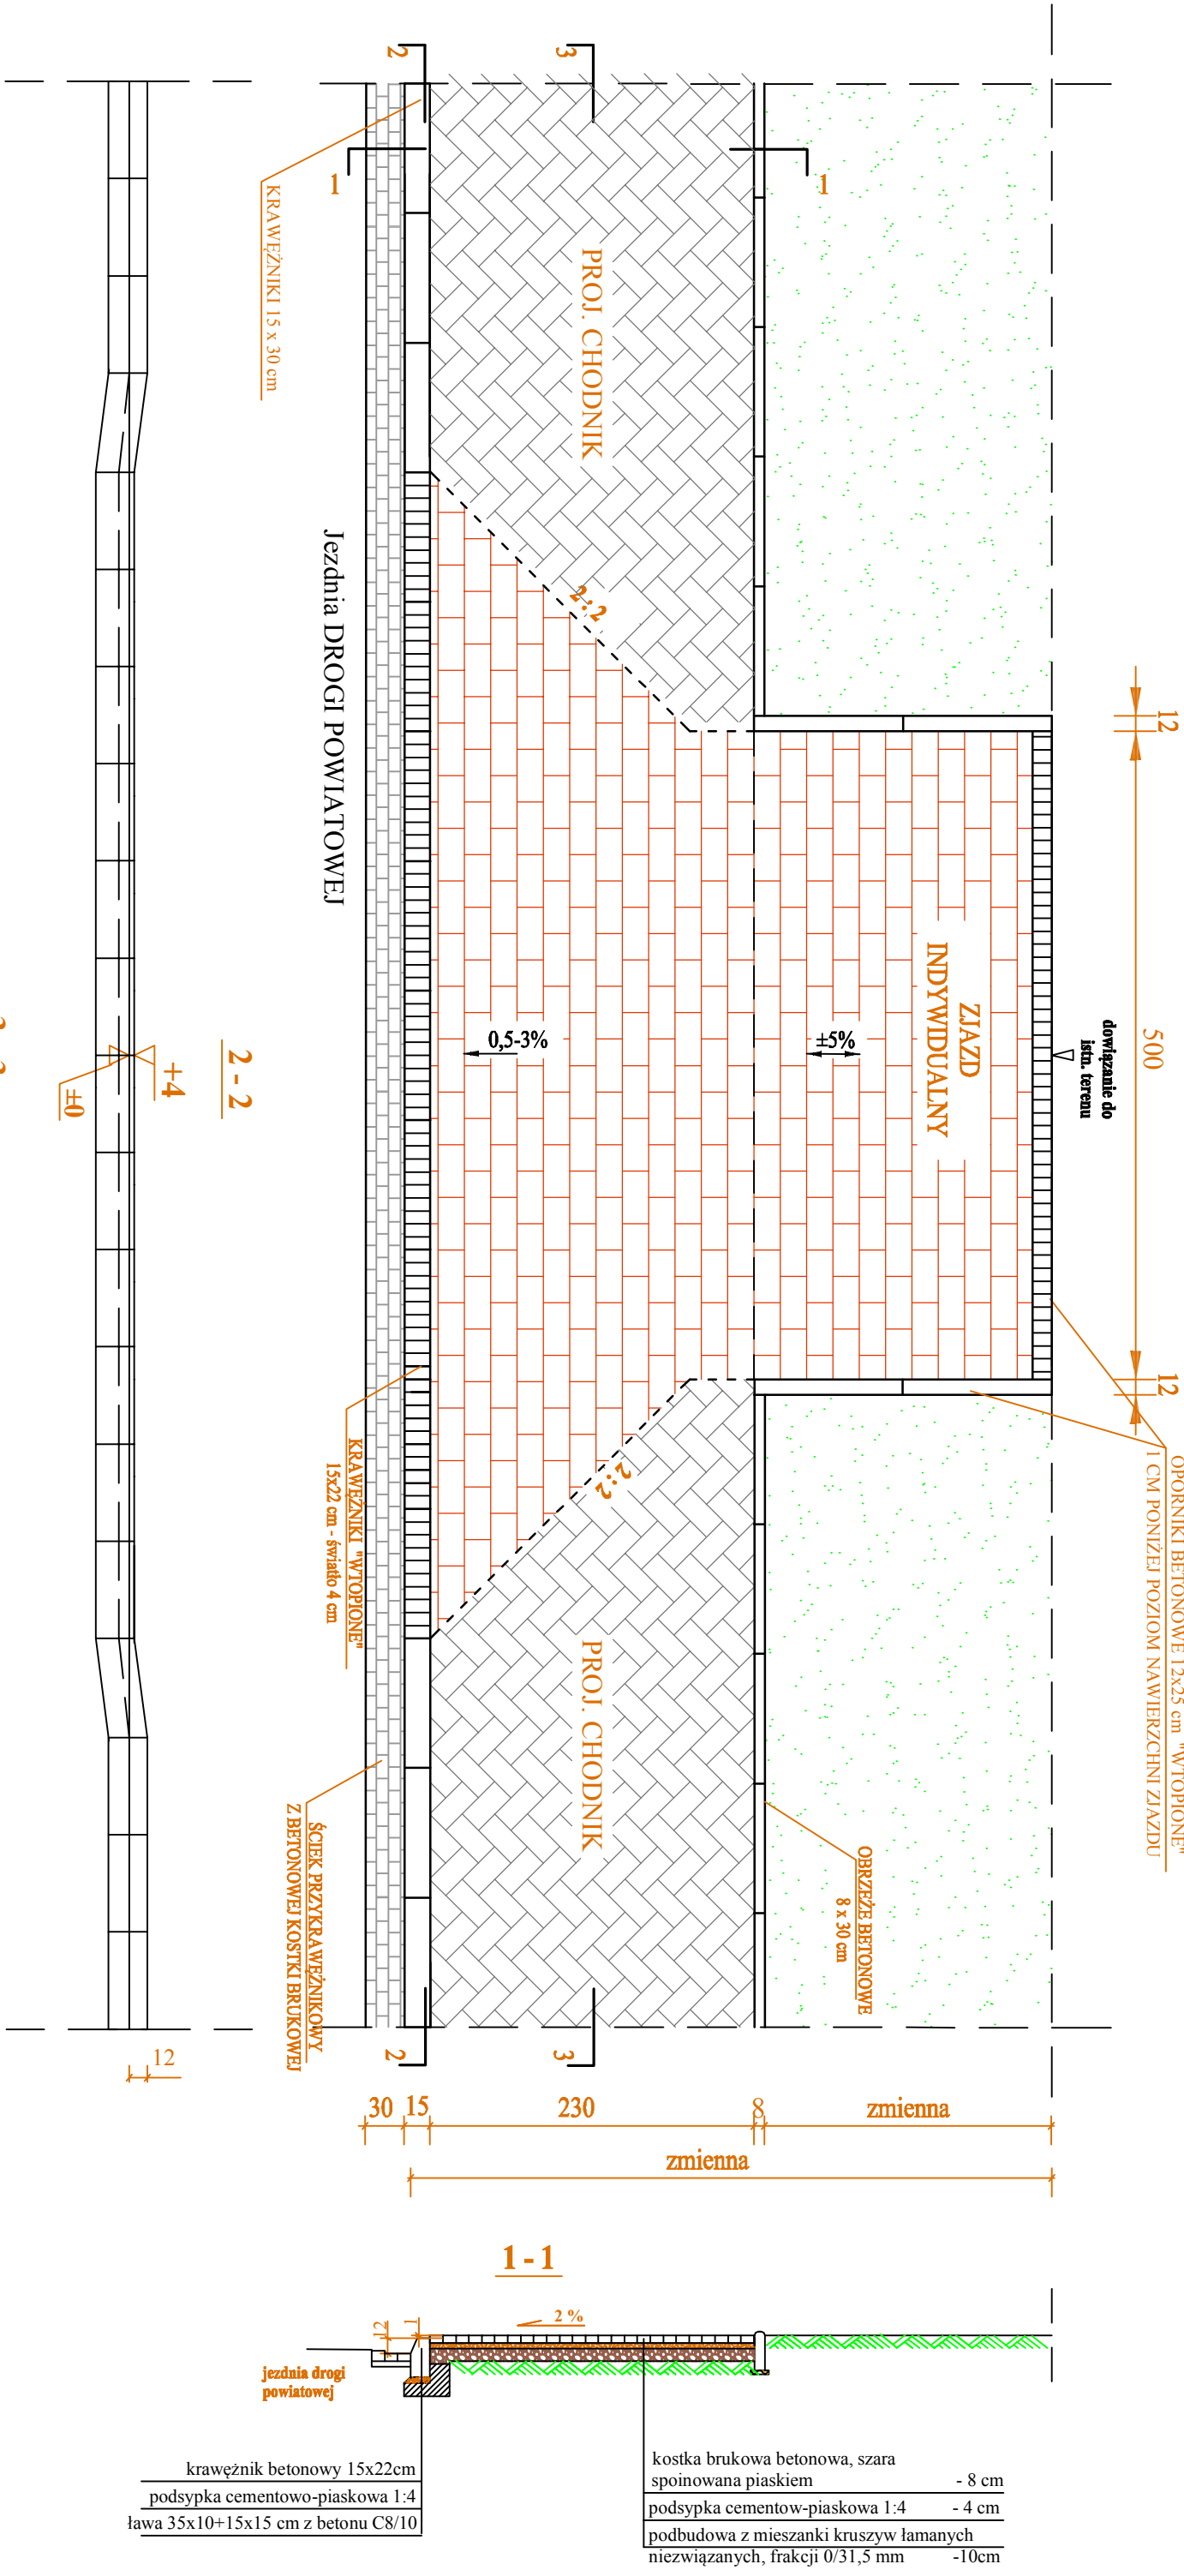 2
3
1
1
KRAWĘŻNIKI 15 x 30 cm
PROJ. CHODNIK
Jezdnia DROGI POWIATOWEJ
2:2
12
500
12
dowiązanie do
istn. terenu
ZJAZD
INDYWIDUALNY
±5%
0,5-3%
2 - 2
+4
±0
OPORNIKI BETONOWE 12x25 cm "WTOPIONE"
1 CM PONIŻEJ POZIOM NAWIERZCHNI ZJAZDU
KRAWĘŻNIKI "WTOPIONE"
15x22 cm - światło 4 cm
2:2
PROJ. CHODNIK
OBRZEŻE BETONOWE
8 x 30 cm
ŚCIEK PRZYKRAWĘŻNIKOWY
Z BETONOWEJ KOSTKI BRUKOWEJ
2
3
12
30 15 230 8 zmienna
zmienna
1 - 1
2 %
12
1
jezdnia drogi
powiatowej
krawężnik betonowy 15x22cm
podsypka cementowo-piaskowa 1:4
ława 35x10+15x15 cm z betonu C8/10
kostka brukowa betonowa, szara
spoinowana piaskiem - 8 cm
podsypka cementow-piaskowa 1:4 - 4 cm
podbudowa z mieszanki kruszyw łamanych
niezwiązanych, frakcji 0/31,5 mm -10cm